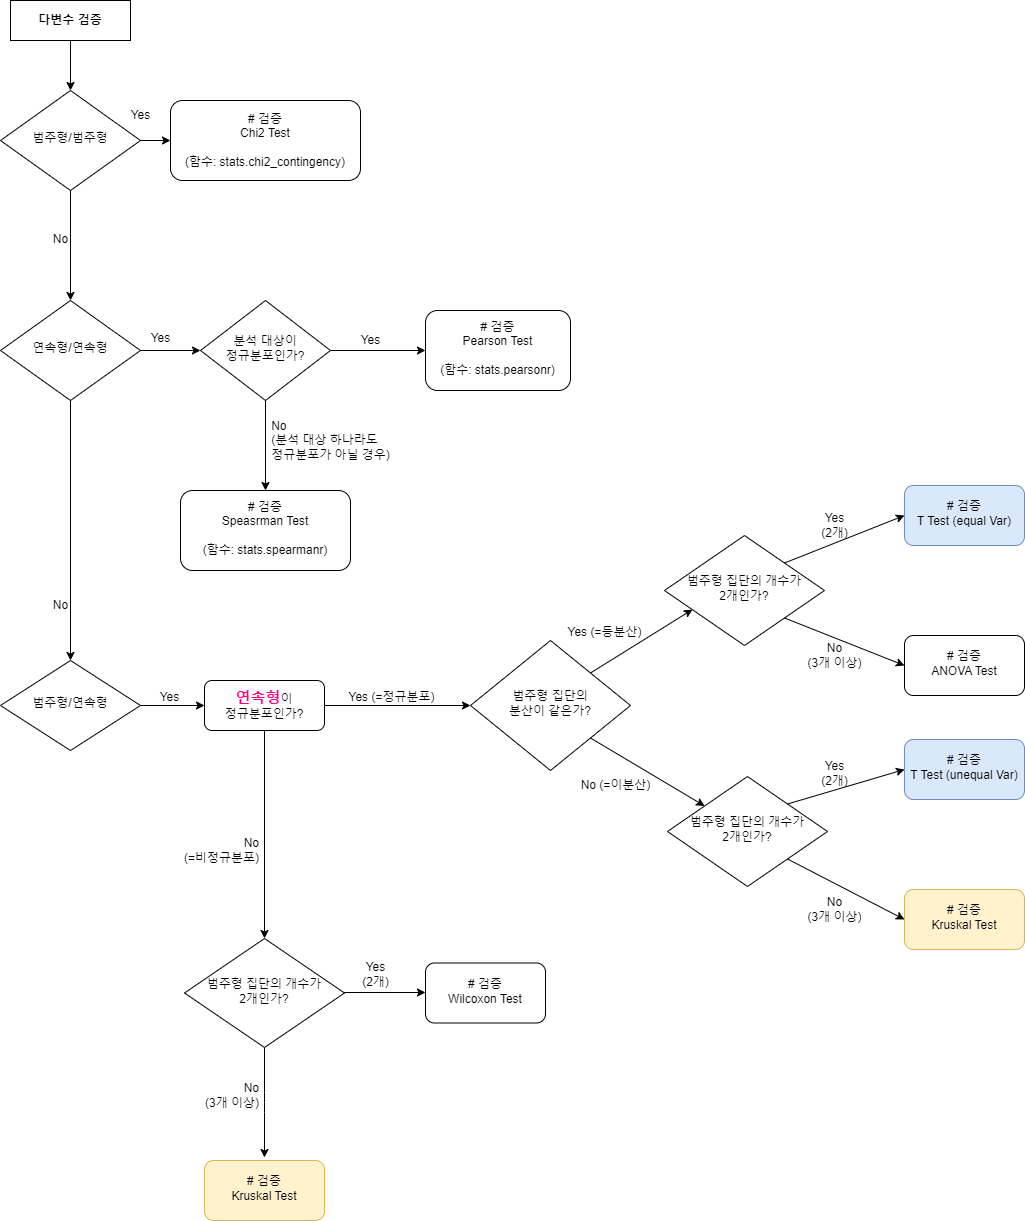 다변수 검증
Yes
범주형/범주형
# 검증
Chi2 Test
(함수: stats.chi2_contingency)
No
연속형/연속형
Yes
분석 대상이
정규분포인가?
Yes
# 검증
Pearson Test
(함수: stats.pearsonr)
No
(분석 대상 하나라도
정규분포가 아닐 경우)
# 검증
Speasrman Test
(함수: stats.spearmanr)
No
범주형/연속형
Yes
연속형이
정규분포인가?
Yes (=정규분포)
범주형 집단의
분산이 같은가?
Yes (=등분산)
범주형 집단의 개수가
2개인가?
Yes
(2개)
# 검증
T Test (equal Var)
No
(3개 이상)
# 검증
ANOVA Test
No (=이분산)
범주형 집단의 개수가
2개인가?
Yes
(2개)
# 검증
T Test (unequal Var)
No
(3개 이상)
# 검증
Kruskal Test
No
(=비정규분포)
범주형 집단의 개수가
2개인가?
Yes
(2개)
# 검증
Wilcoxon Test
No
(3개 이상)
# 검증
Kruskal Test